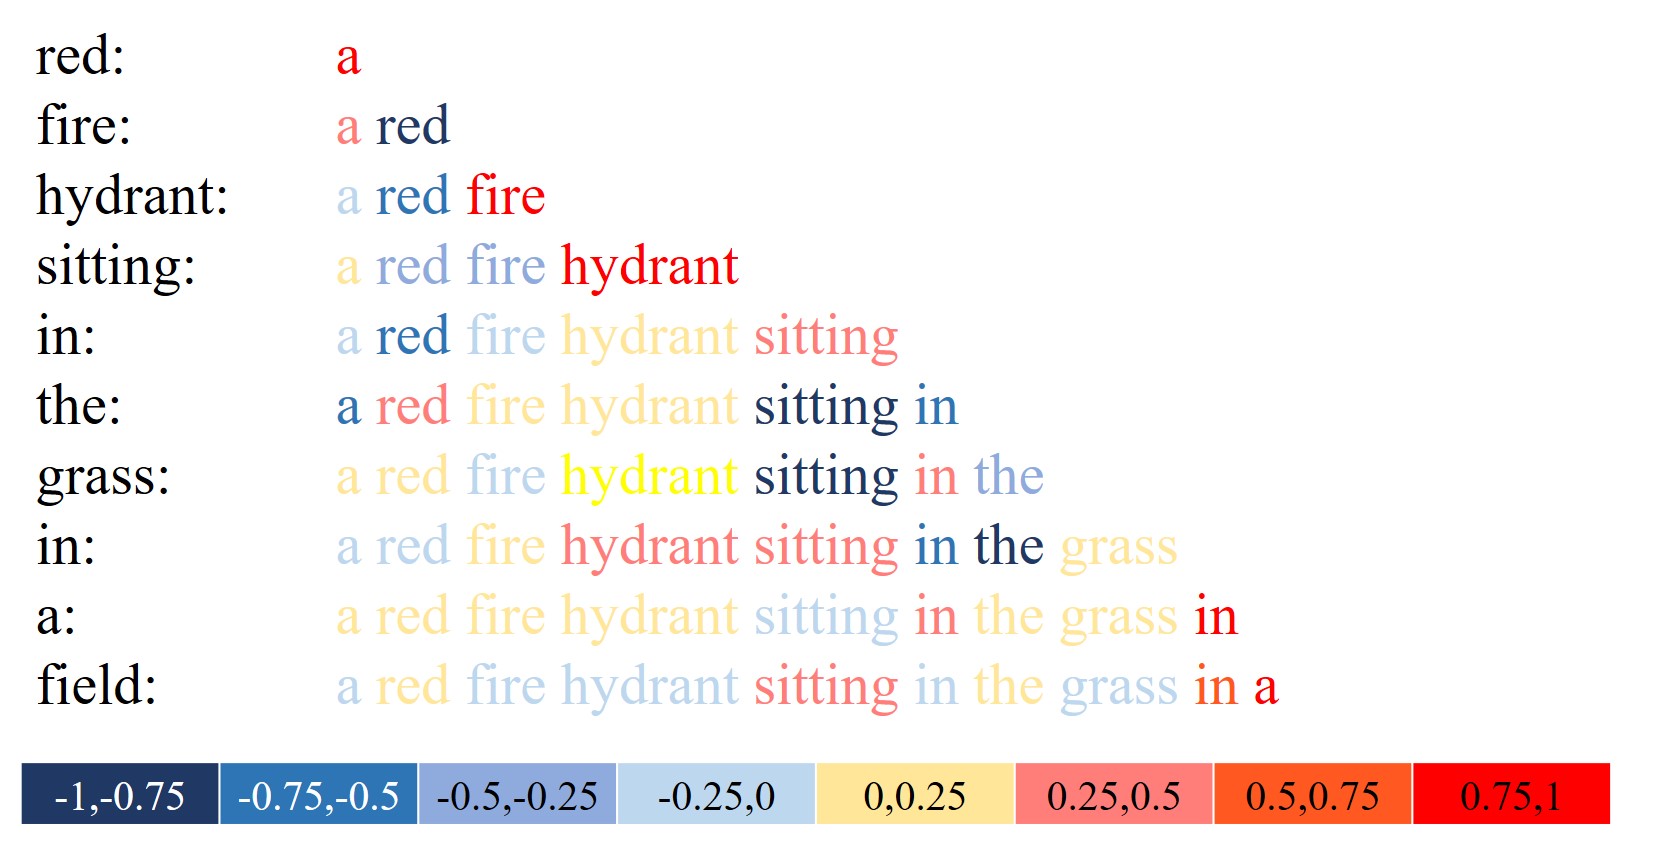 red: a
fire: a red
hydrant: a red fire
sitting: a red fire hydrant
in: a red fire hydrant sitting
the: a red fire hydrant sitting in
grass: a red fire hydrant sitting in the
in: a red fire hydrant sitting in the grass
a: a red fire hydrant sitting in the grass in
field: a red fire hydrant sitting in the grass in a
-1,-0.75 -0.75,-0.5 -0.5,-0.25 -0.25,0 0,0.25 0.25,0.5 0.5,0.75 0.75,1